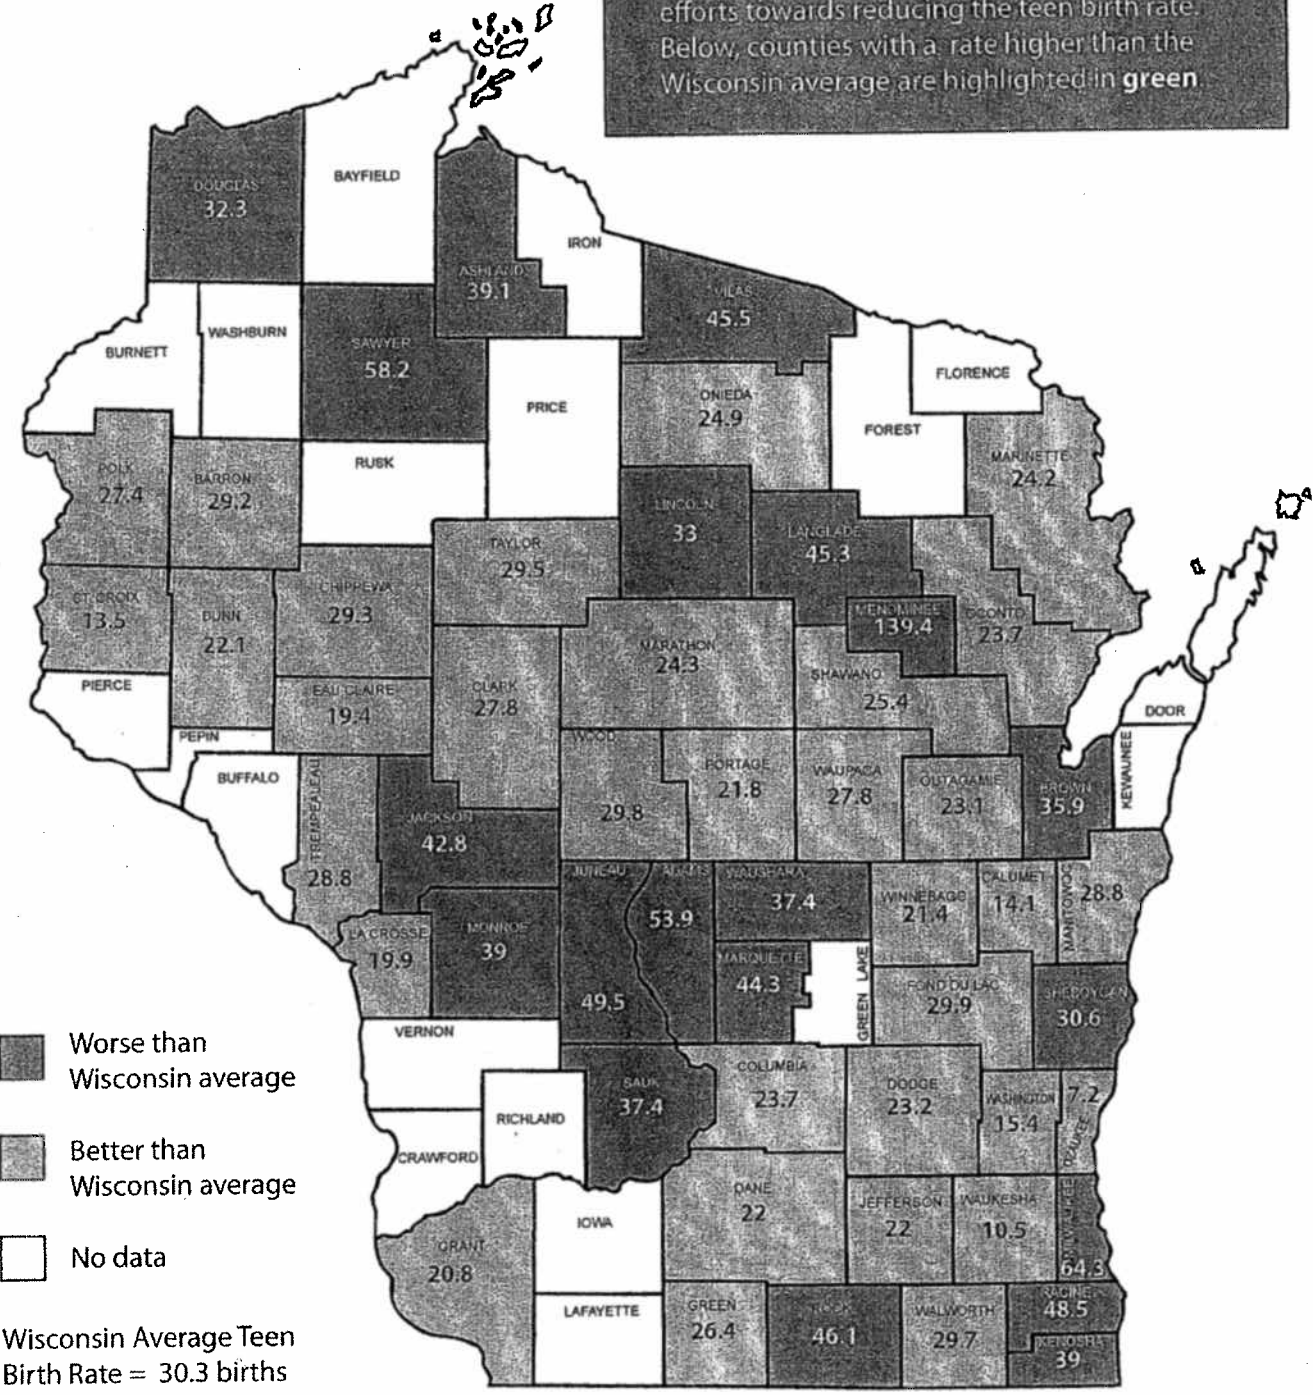 efforts towards reducing the teen birth rate.
Below, counties with a rate higher than the
Wisconsin average are highlighted in green.
DOUGLAS
32.3
BAYFIELD
ASHLAND
39.1
IRON
VILAS
45.5
BURNETT
WASHBURN
SAWYER
58.2
PRICE
ONIEDA
24.9
FOREST
FLORENCE
MARINETTE
24.2
POLK
27.4
BARRON
29.2
RUSK
TAYLOR
29.5
LINCOLN
33
LANGLADE
45.3
ST. CROIX
13.5
DUNN
22.1
CHIPPEWA
29.3
MARATHON
24.3
MENOMINEE
139.4
OCONTO
23.7
SHAWANO
25.4
PIERCE
EAU CLAIRE
19.4
CLARK
27.8
DOOR
PEPIN
BUFFALO
TREMPEALEAU
28.8
JACKSON
42.8
WOOD
29.8
PORTAGE
21.8
WAUPACA
27.8
OUTAGAMIE
23.1
BROWN
35.9
KEWAUNEE
LA CROSSE
19.9
MONROE
39
JUNEAU
49.5
ADAMS
53.9
WAUSHARA
37.4
MARQUETTE
44.3
GREEN LAKE
WINNEBAGO
21.4
CALUMET
14.1
MANITOWOC
28.8
FOND DU LAC
29.9
SHEBOYGAN
30.6
VERNON
RICHLAND
CRAWFORD
SAUK
37.4
COLUMBIA
23.7
DODGE
23.2
WASHINGTON
15.4
7.2
OZAUKEE
GRANT
20.8
IOWA
DANE
22
JEFFERSON
22
WAUKESHA
10.5
MILWAUKEE
64.3
LAFAYETTE
GREEN
26.4
ROCK
46.1
WALWORTH
29.7
RACINE
48.5
KENOSHA
39
Worse than
Wisconsin average
Better than
Wisconsin average
No data
Wisconsin Average Teen
Birth Rate = 30.3 births